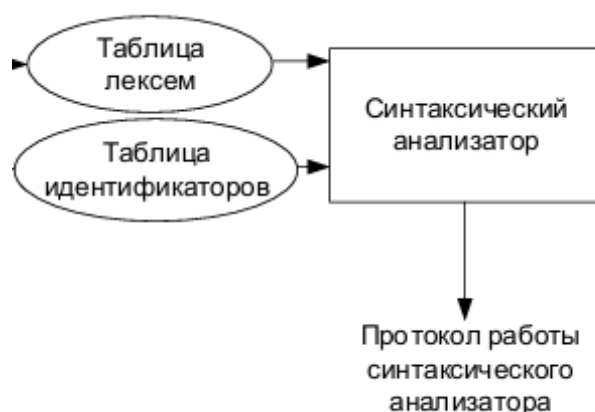 Таблица
лексем
Синтаксический
анализатор
Таблица
идентификаторов
Протокол работы
синтаксического
анализатора